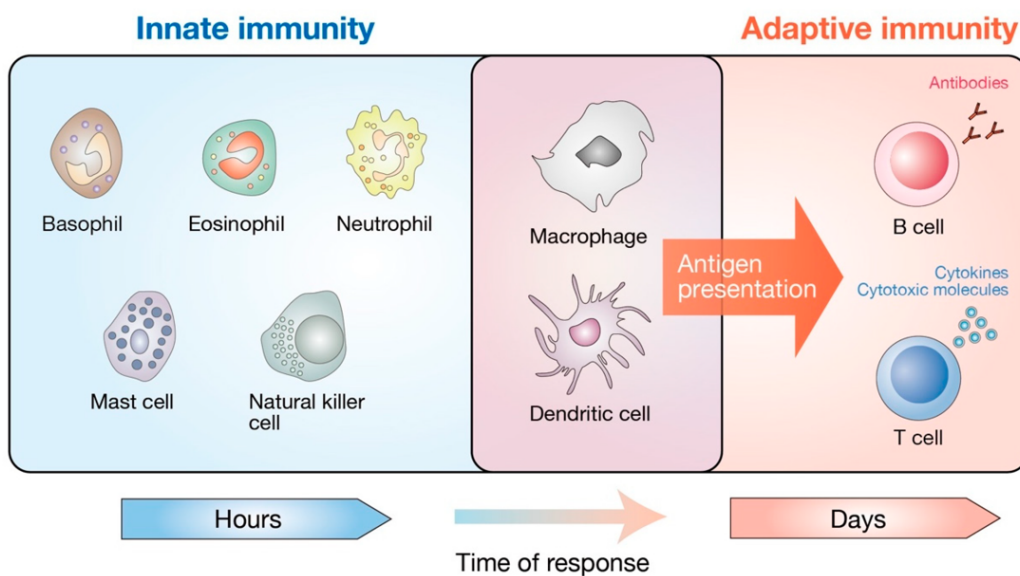 Innate immunity
Adaptive immunity
Basophil
Eosinophil
Neutrophil
Mast cell
Natural killer
cell
Macrophage
Dendritic cell
Antigen
presentation
Antibodies
B cell
Cytokines
Cytotoxic molecules
T cell
Hours
Time of response
Days